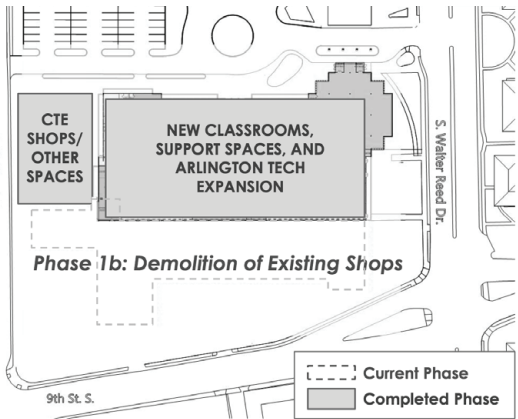 CTE
SHOPS/
OTHER
SPACES
NEW CLASSROOMS,
SUPPORT SPACES, AND
ARLINGTON TECH
EXPANSION
S. Walter Reed Dr.
Phase 1b: Demolition of Existing Shops
9th St. S.
Current Phase
Completed Phase